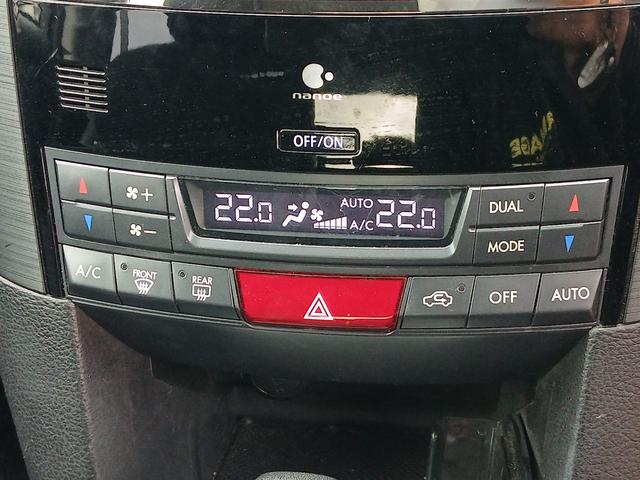 nanoe
OFF/ON
22.0 AUTO A/C 22.0
DUAL
MODE
A/C FRONT REAR OFF AUTO